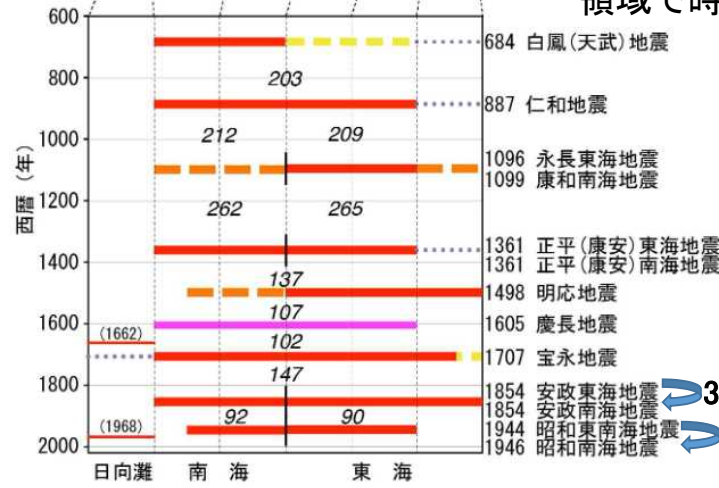 領域で時
600
684 白鳳(天武)地震
800
203
887 仁和地震
1000
212
209
1096 永長東海地震
1099 康和南海地震
西暦(年)
1200
262
265
1361 正平(康安)東海地震
1361 正平(康安)南海地震
1400
137
1498 明応地震
107
1600
1605 慶長地震
(1662)
102
1707 宝永地震
147
1800
1854 安政東海地震
3
1854 安政南海地震
(1968)
92
90
1944 昭和東南海地震
1946 昭和南海地震
2000
日向灘 南 海 東 海